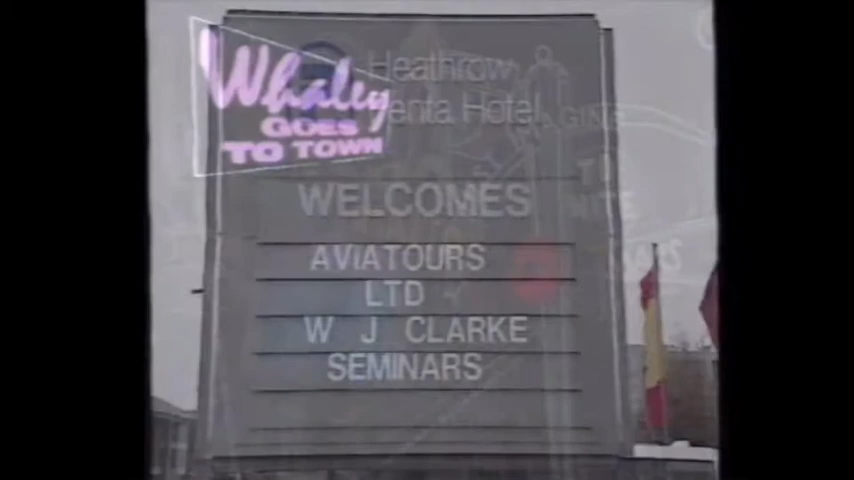 Whaley
GOES
TO TOWN
Heathrow
enta Hotel
WELCOMES
AVIATOURS
LTD
W J CLARKE
SEMINARS